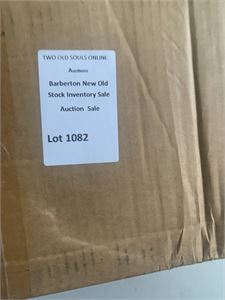 TWO OLD SOULS ONLINE
Auctions
Barberton New Old
Stock Inventory Sale
Auction Sale
Lot 1082